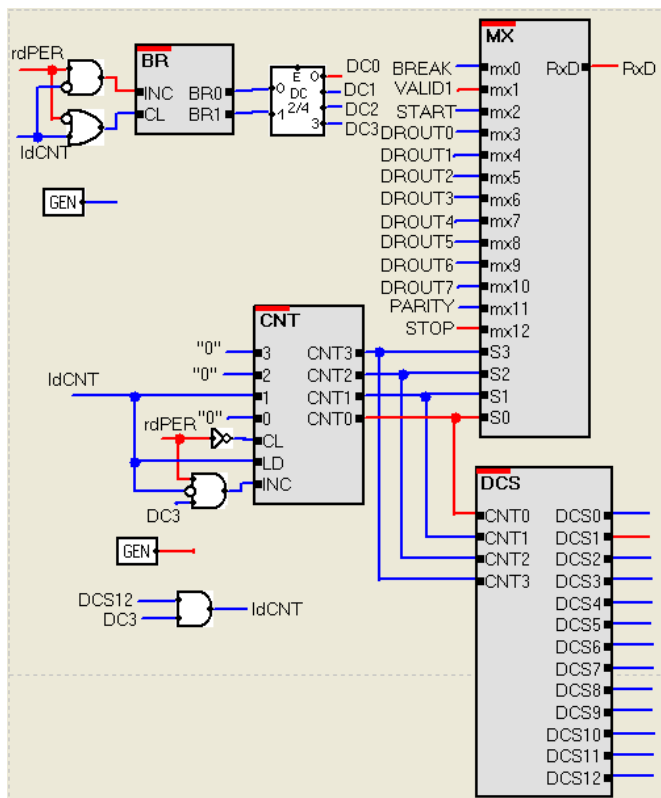 rdPER
BR
INC
CL
BR0
BR1
ldCNT
E
DC
2/4
0
1
0
3
DC0
DC1
DC2
DC3
GEN
MX
BREAK
VALID1
START
DROUT0
DROUT1
DROUT2
DROUT3
DROUT4
DROUT5
DROUT6
DROUT7
PARITY
STOP
mx0
mx1
mx2
mx3
mx4
mx5
mx6
mx7
mx8
mx9
mx10
mx11
mx12
S3
S2
S1
S0
RxD
RxD
CNT
"0"
"0"
ldCNT
"0"
rdPER
DC3
3
2
1
0
CL
LD
INC
CNT3
CNT2
CNT1
CNT0
GEN
DCS12
DC3
ldCNT
DCS
CNT0
CNT1
CNT2
CNT3
DCS0
DCS1
DCS2
DCS3
DCS4
DCS5
DCS6
DCS7
DCS8
DCS9
DCS10
DCS11
DCS12